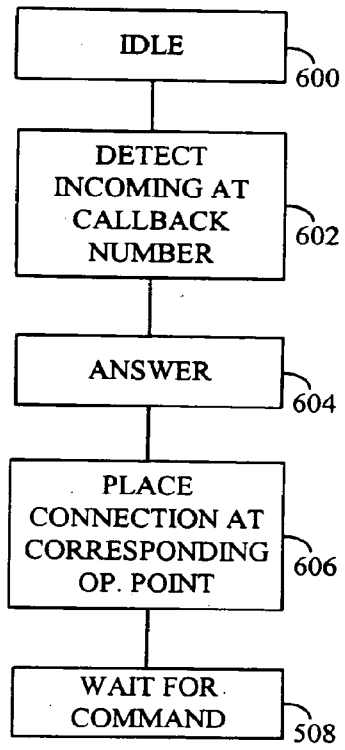 IDLE
600
DETECT
INCOMING AT
CALLBACK
NUMBER
602
ANSWER
604
PLACE
CONNECTION AT
CORRESPONDING
OP. POINT
606
WAIT FOR
COMMAND
508